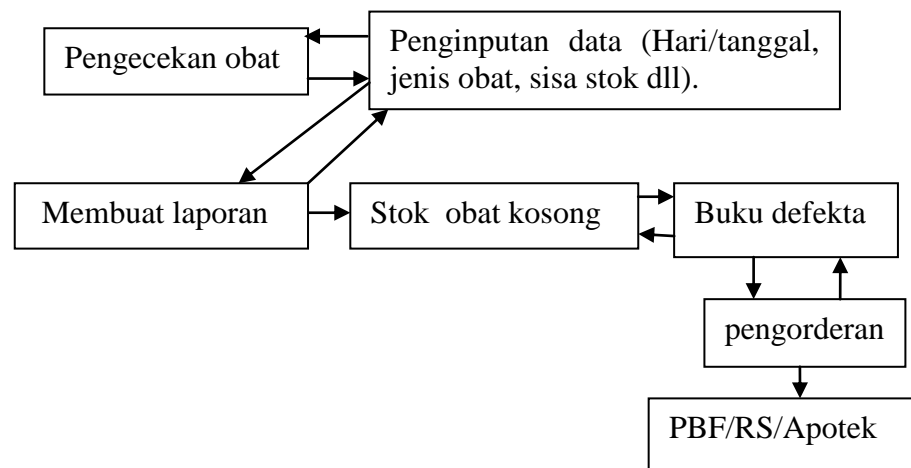 Pengecekan obat
Penginputan data (Hari/tanggal,
jenis obat, sisa stok dll).
Membuat laporan
Stok obat kosong
Buku defekta
pengorderan
PBF/RS/Apotek